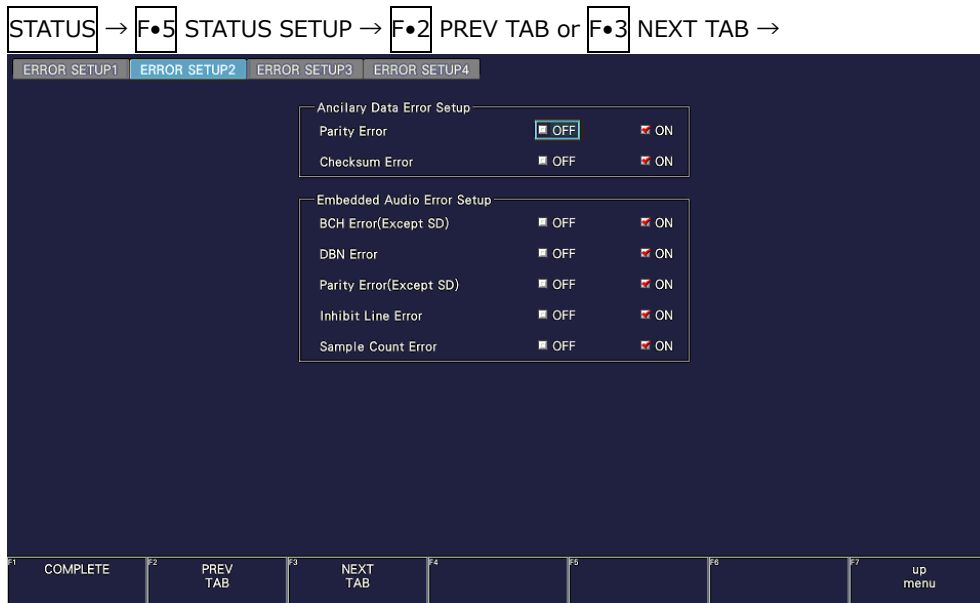 STATUS → F•5 STATUS SETUP → F•2 PREV TAB or F•3 NEXT TAB →
ERROR SETUP1 ERROR SETUP2 ERROR SETUP3 ERROR SETUP4
Ancilary Data Error Setup
Parity Error OFF ON
Checksum Error OFF ON
Embedded Audio Error Setup
BCH Error(Except SD) OFF ON
DBN Error OFF ON
Parity Error(Except SD) OFF ON
Inhibit Line Error OFF ON
Sample Count Error OFF ON
F1 COMPLETE F2 PREV TAB F3 NEXT TAB F4 F5 F6 F7 up menu